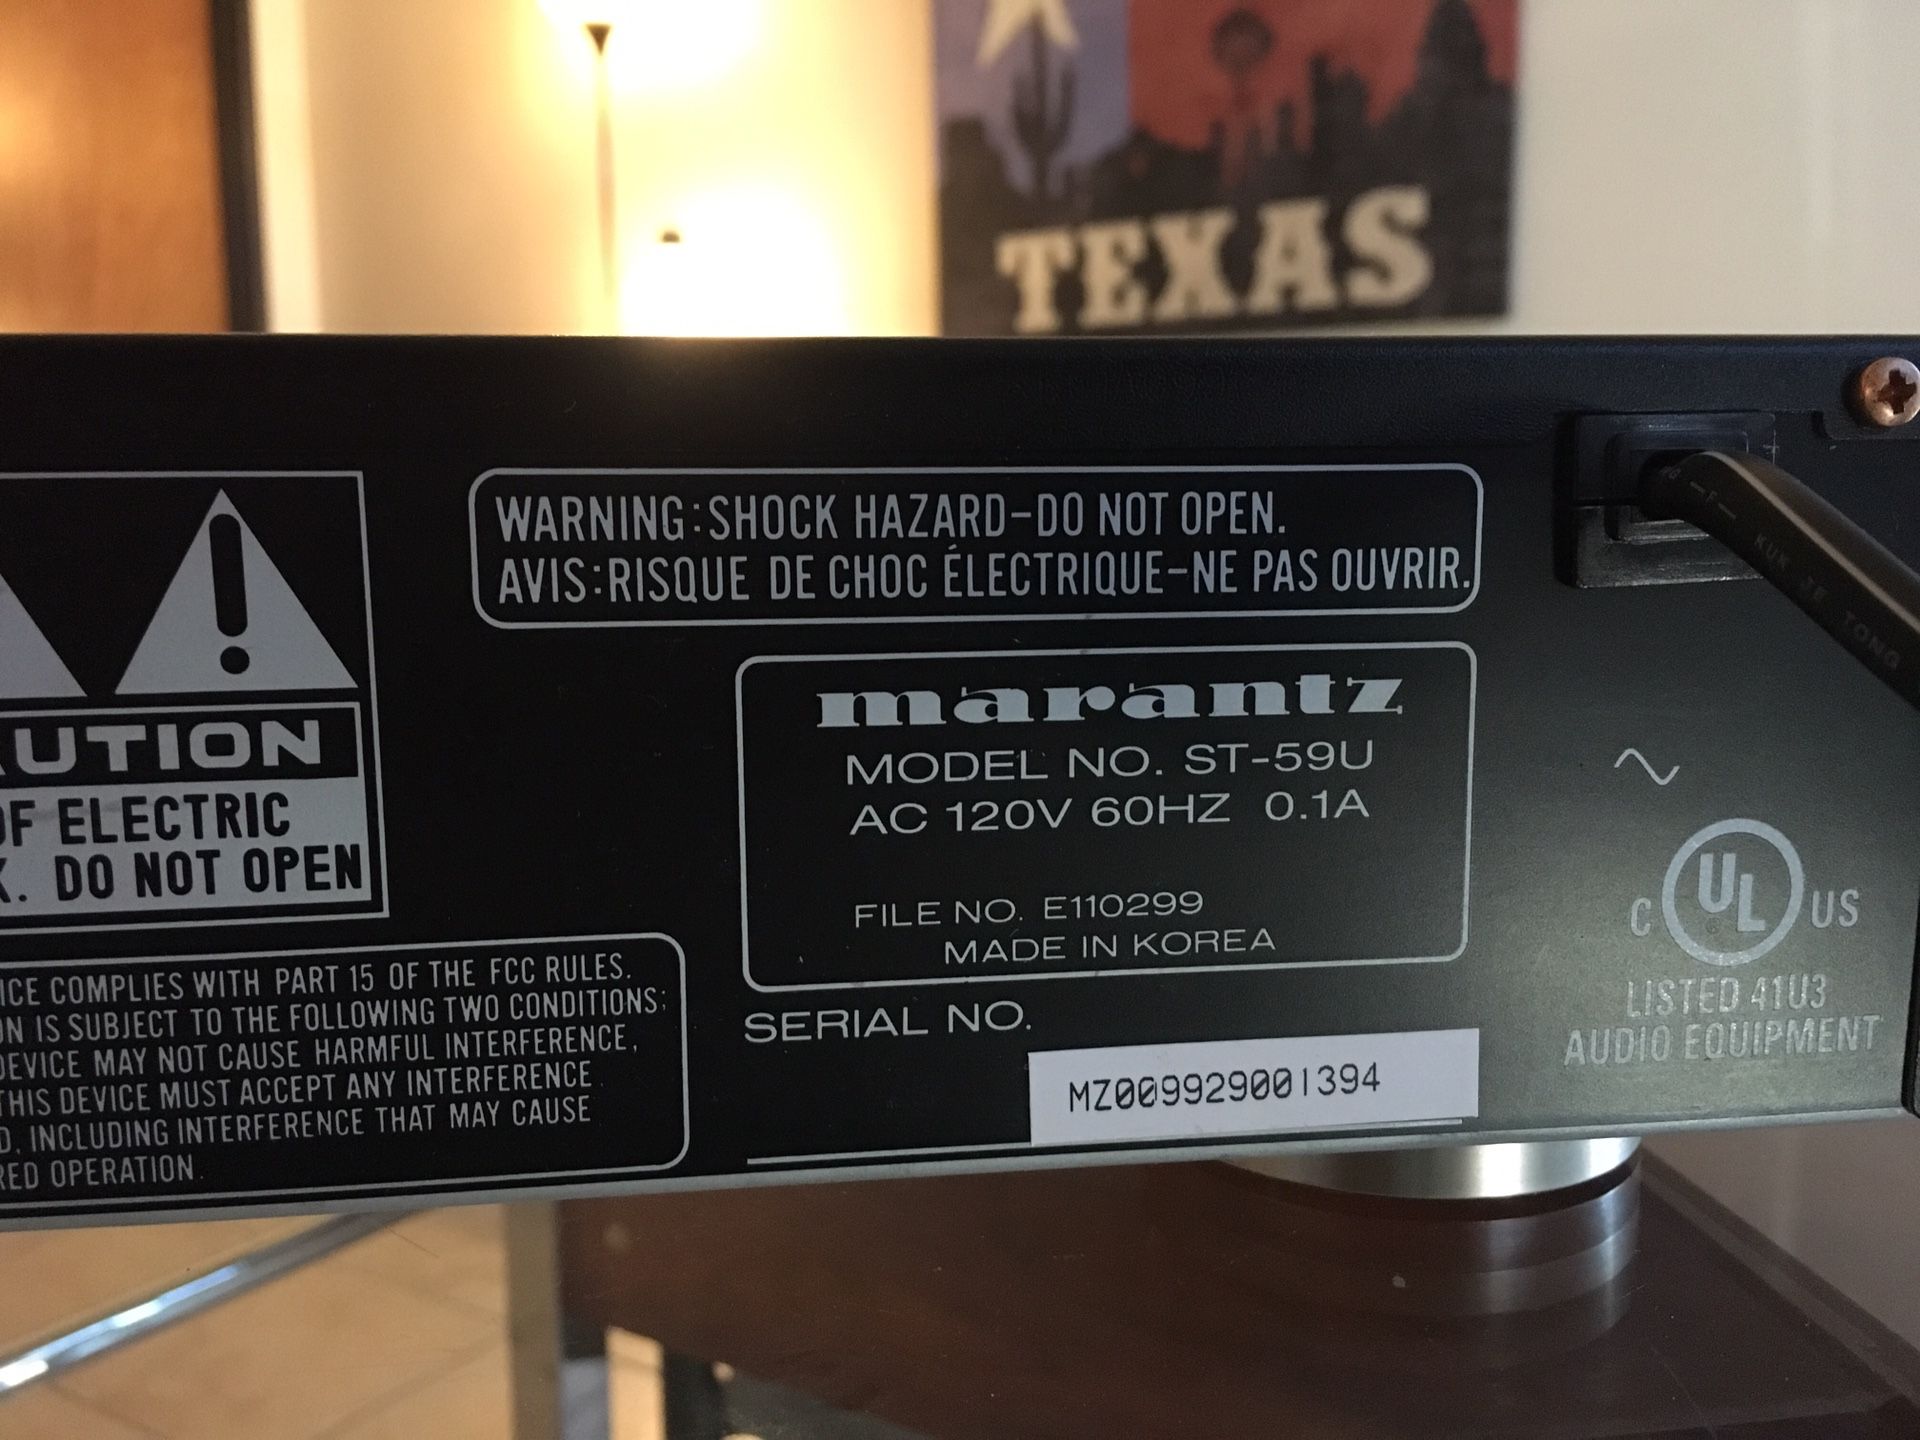 TEXAS
WARNING:SHOCK HAZARD-DO NOT OPEN.
AVIS:RISQUE DE CHOC ÉLECTRIQUE-NE PAS OUVRIR.
UTION
OF ELECTRIC
K. DO NOT OPEN
marantz
MODEL NO. ST-59U
AC 120V 60HZ 0.1A
FILE NO. E110299
MADE IN KOREA
SERIAL NO.
MZ009929001394
ICE COMPLIES WITH PART 15 OF THE FCC RULES.
ON IS SUBJECT TO THE FOLLOWING TWO CONDITIONS;
DEVICE MAY NOT CAUSE HARMFUL INTERFERENCE,
THIS DEVICE MUST ACCEPT ANY INTERFERENCE
D, INCLUDING INTERFERENCE THAT MAY CAUSE
RED OPERATION.
C UL US
LISTED 41U3
AUDIO EQUIPMENT
KUK JE TONG